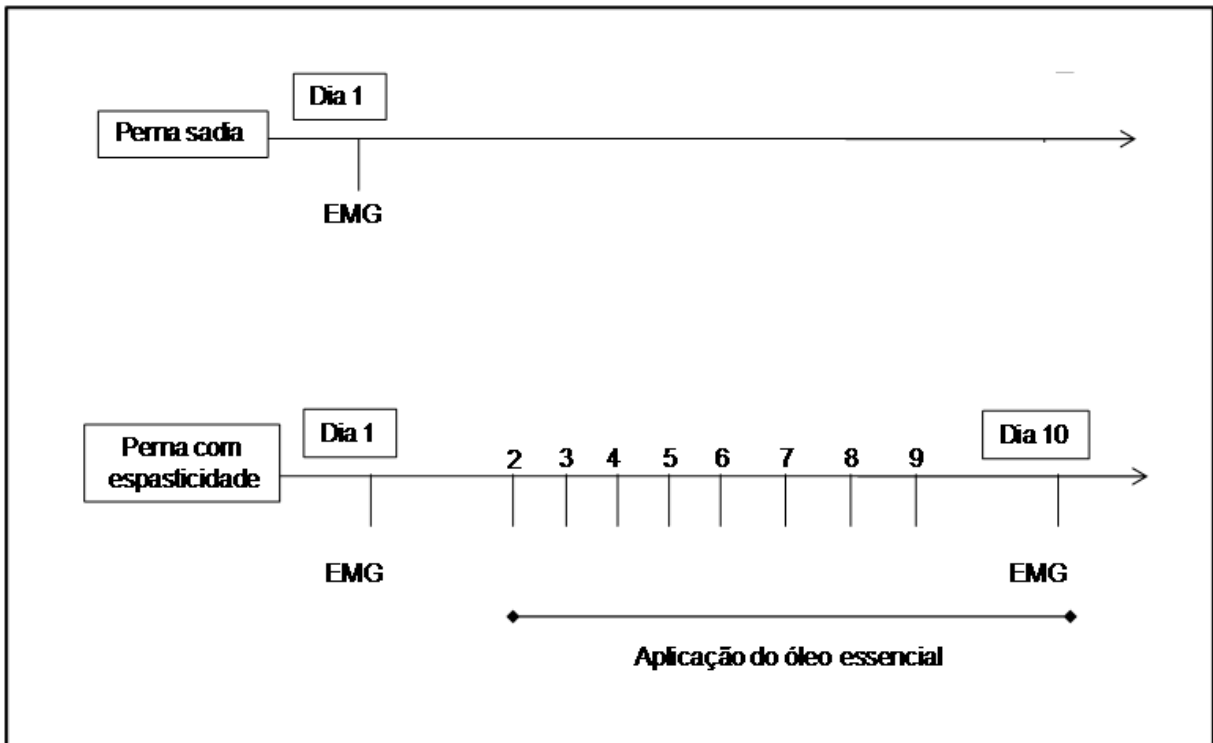 Dia 1
Perna sadia
EMG
Dia 1
Dia 10
Perna com
espasticidade
2 3 4 5 6 7 8 9
EMG
EMG
Aplicação do óleo essencial